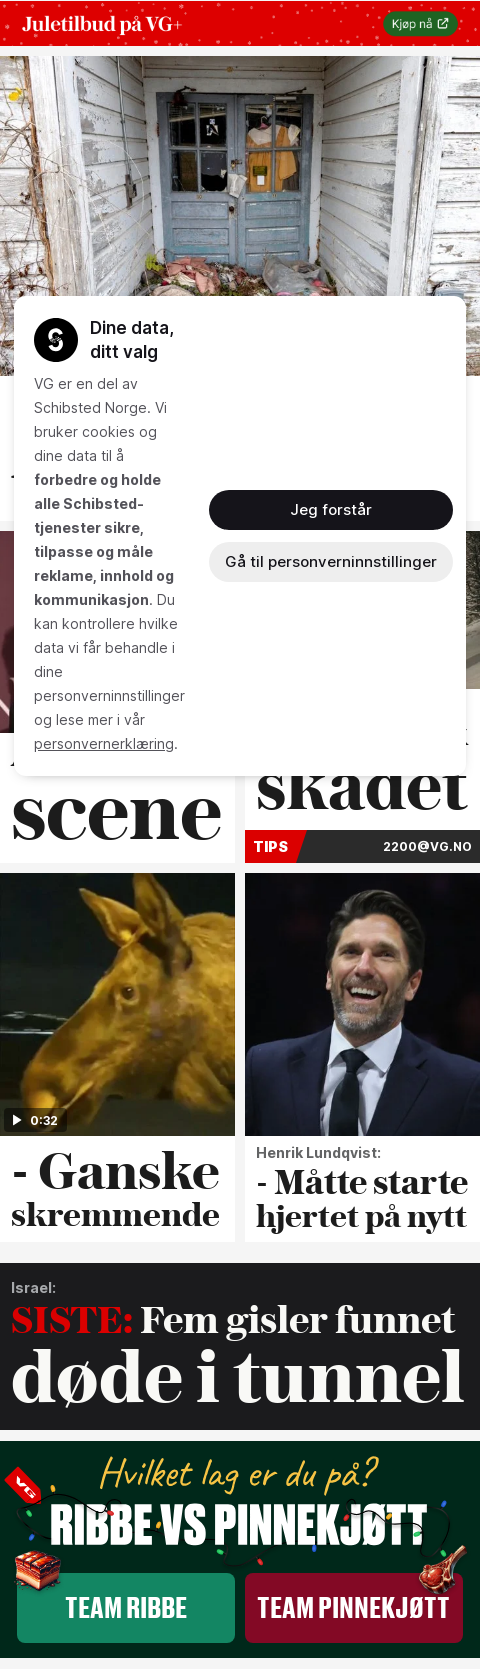 Juletilbud på VG+
Kjøp nå
Dine data,
ditt valg
VG er en del av
Schibsted Norge. Vi
bruker cookies og
dine data til å
forbedre og holde
alle Schibsted-
tjenester sikre,
tilpasse og måle
reklame, innhold og
kommunikasjon. Du
kan kontrollere hvilke
data vi får behandle i
dine
personverninnstillinger
og lese mer i vår
personvernerklæring.
Jeg forstår
Gå til personverninnstillinger
scene
skadet
TIPS
2200@VG.NO
0:32
- Ganske
skremmende
Henrik Lundqvist:
- Måtte starte
hjertet på nytt
Israel:
SISTE: Fem gisler funnet
døde i tunnel
Hvilket lag er du på?
VG
RIBBE VS PINNEKJØTT
TEAM RIBBE
TEAM PINNEKJØTT